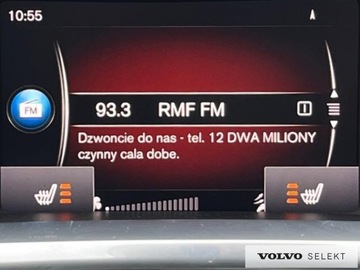 10:55
A
FM
93.3 RMF FM
Dzwoncie do nas - tel. 12 DWA MILIONY
czynny cala dobe.
VOLVO SELEKT